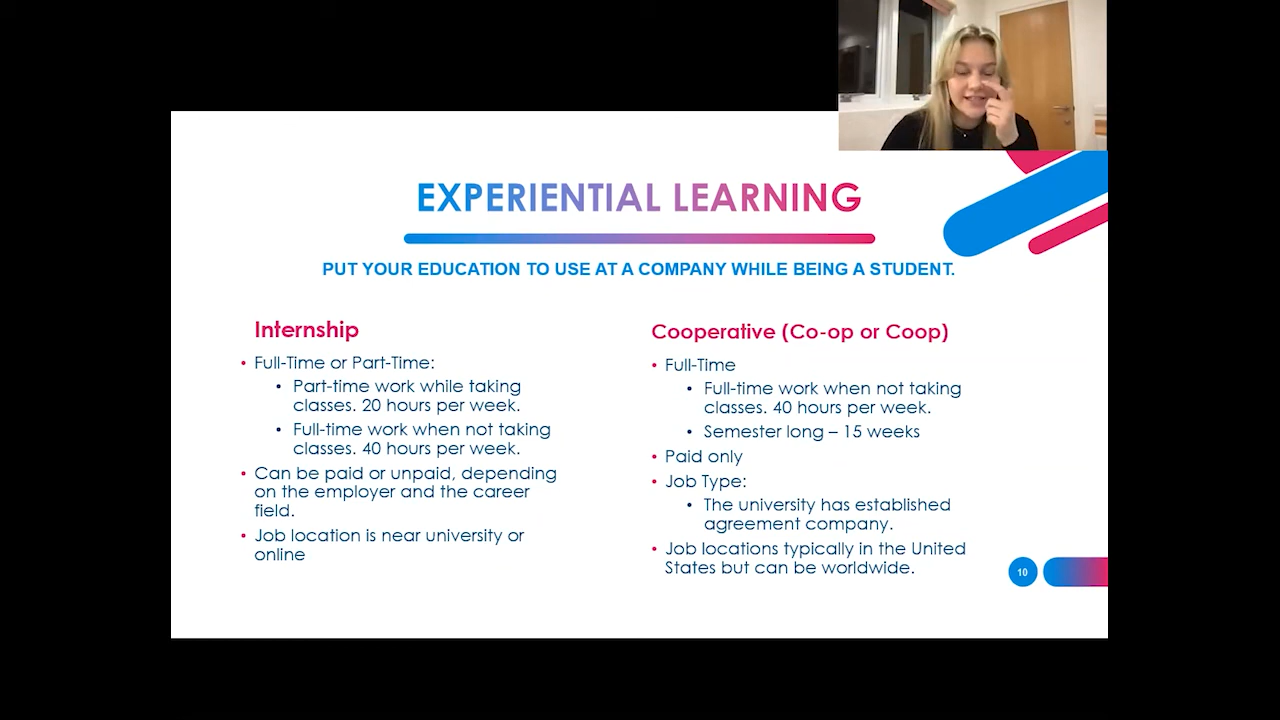 EXPERIENTIAL LEARNING
PUT YOUR EDUCATION TO USE AT A COMPANY WHILE BEING A STUDENT.
Internship
• Full-Time or Part-Time:
• Part-time work while taking
classes. 20 hours per week.
• Full-time work when not taking
classes. 40 hours per week.
• Can be paid or unpaid, depending
on the employer and the career
field.
• Job location is near university or
online
Cooperative (Co-op or Coop)
• Full-Time
• Full-time work when not taking
classes. 40 hours per week.
• Semester long – 15 weeks
• Paid only
• Job Type:
• The university has established
agreement company.
• Job locations typically in the United
States but can be worldwide.
10